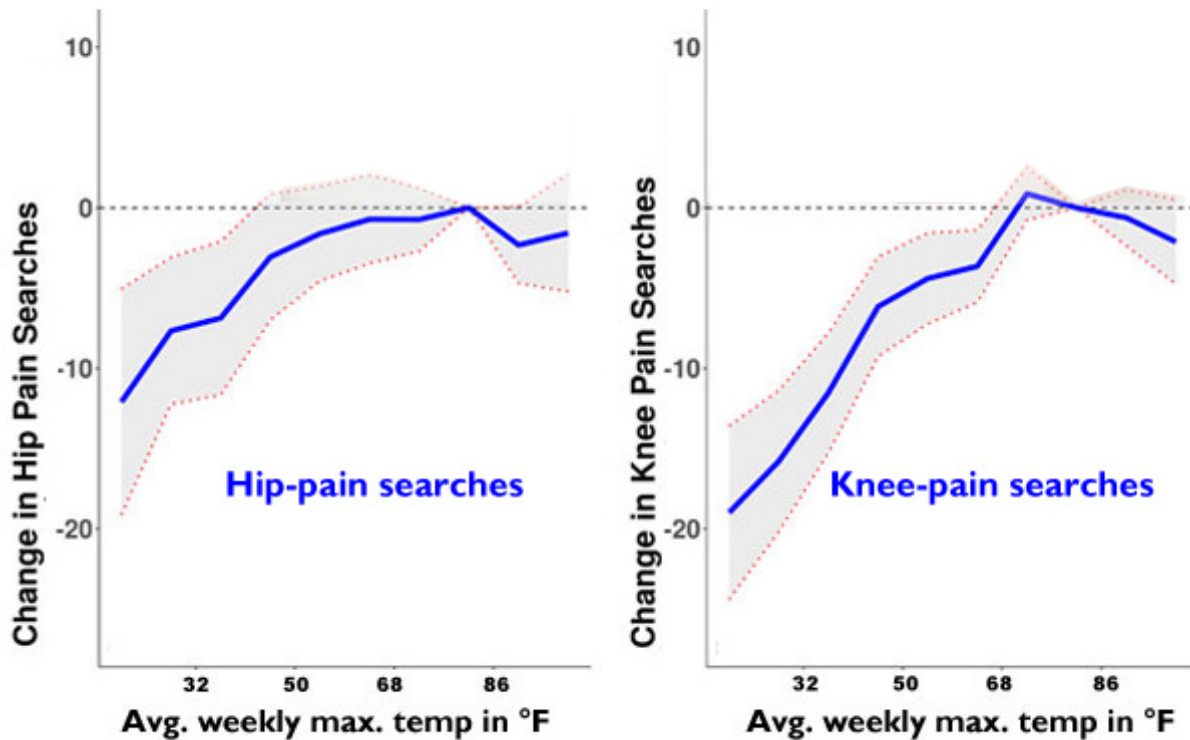 Change in Hip Pain Searches
10
0
-10
-20
Hip-pain searches
32 50 68 86
Avg. weekly max. temp in °F
Change in Knee Pain Searches
10
0
-10
-20
Knee-pain searches
32 50 68 86
Avg. weekly max. temp in °F